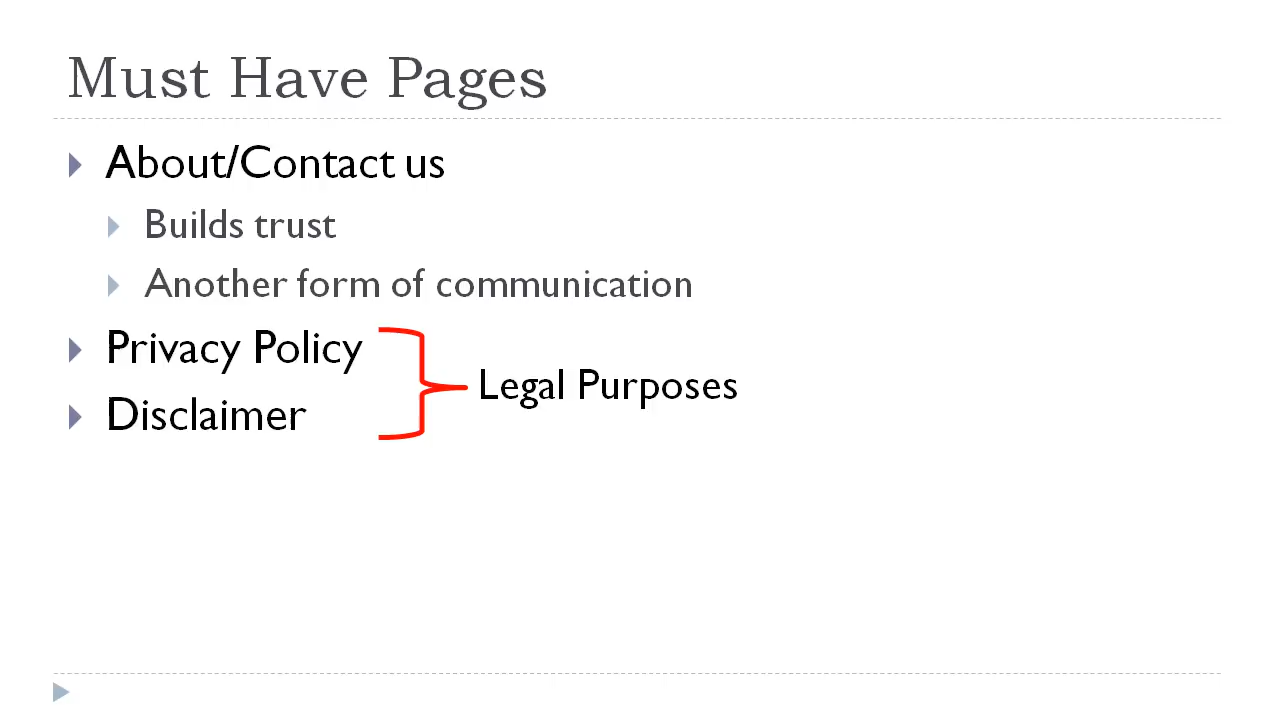 Must Have Pages
About/Contact us
Builds trust
Another form of communication
Privacy Policy
Legal Purposes
Disclaimer